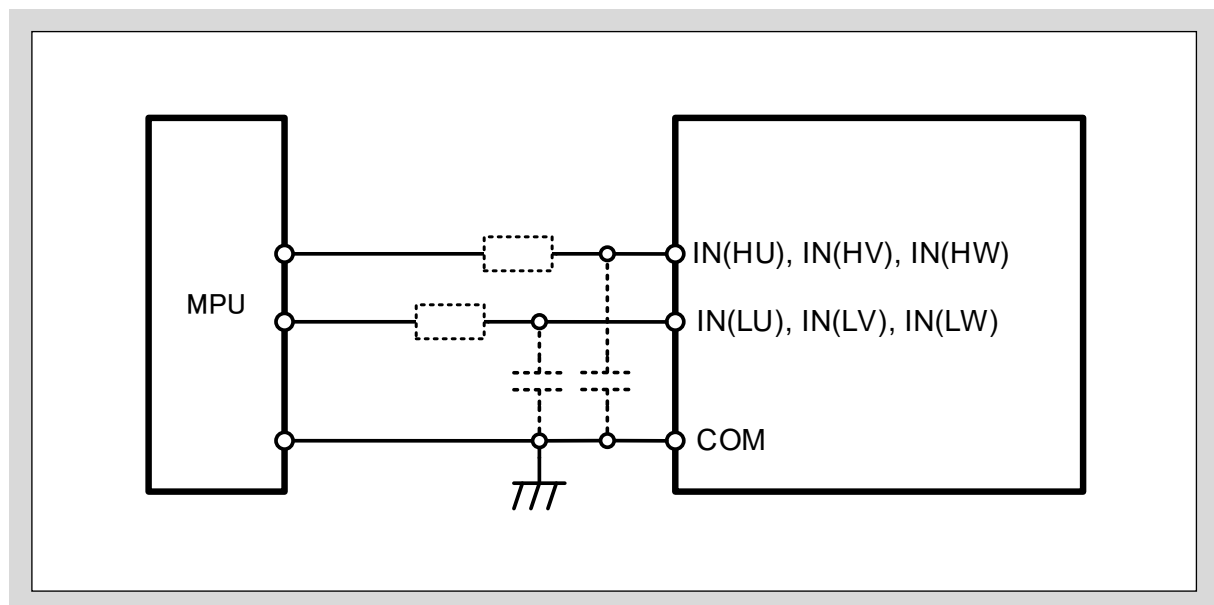 MPU
IN(HU), IN(HV), IN(HW)
IN(LU), IN(LV), IN(LW)
COM